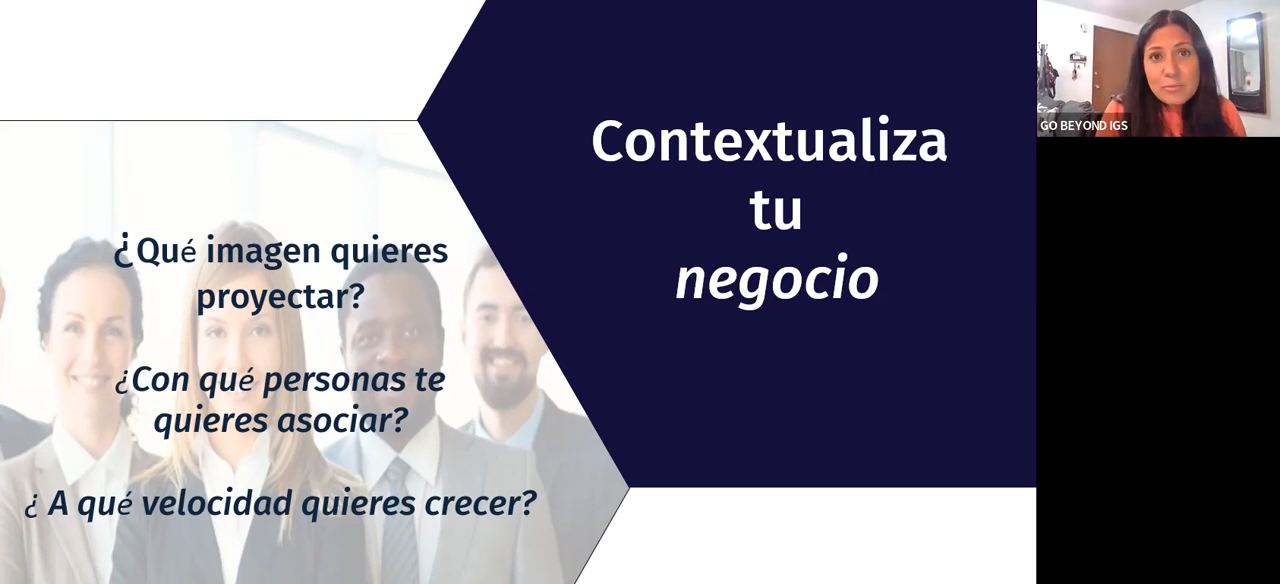 Contextualiza
tu
negocio
¿Qué imagen quieres
proyectar?
¿Con qué personas te
quieres asociar?
¿ A qué velocidad quieres crecer?
GO BEYOND IGS